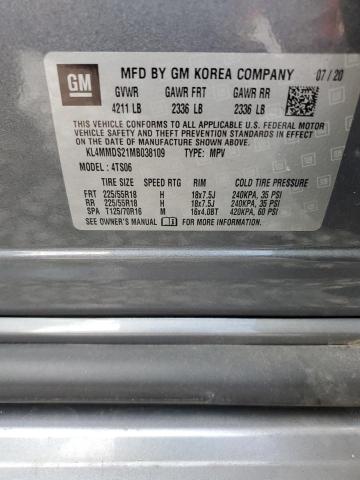 GM
MFD BY GM KOREA COMPANY 07/20
GVWR GAWR FRT GAWR RR
4211 LB 2336 LB 2336 LB
THIS VEHICLE CONFORMS TO ALL APPLICABLE U.S. FEDERAL MOTOR
VEHICLE SAFETY AND THEFT PREVENTION STANDARDS IN EFFECT
ON THE DATE OF MANUFACTURE SHOWN ABOVE.
KL4MMDS21MB038109 TYPE: MPV
MODEL: 4TS06
TIRE SIZE SPEED RTG RIM COLD TIRE PRESSURE
FRT 225/55R18 H 18x7.5J 240KPA, 35 PSI
RR 225/55R18 H 18x7.5J 240KPA, 35 PSI
SPA T125/70R16 M 16x4.0BT 420KPA, 60 PSI
SEE OWNER'S MANUAL FOR MORE INFORMATION.